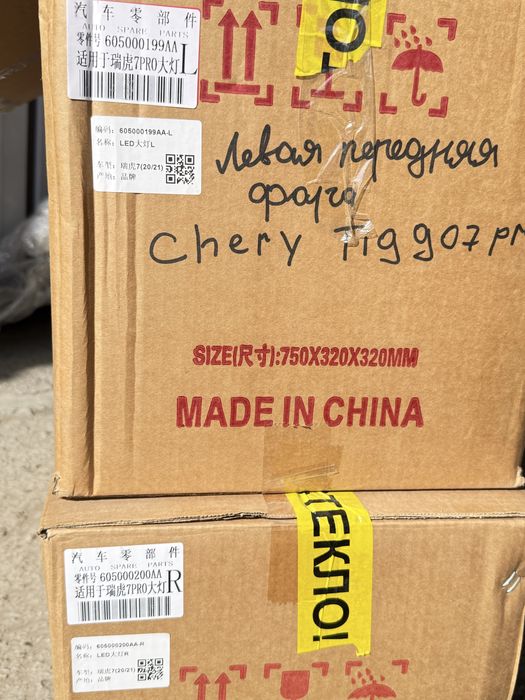 汽车零部件
AUTO SPARE PARTS
零件号 605000199AA
适用于瑞虎7PRO大灯L
编码: 605000199AA-L
名称: LED大灯L
车型: 瑞虎7(20/21)
产地: 品牌
Левая передняя
фара
Chery Tiggo7 pr
SIZE(尺寸):750X320X320MM
MADE IN CHINA
ТЕКЛО!
汽车零部件
AUTO SPARE PARTS
零件号 605000200AA
适用于瑞虎7PRO大灯R
编码: 605000200AA-R
名称: LED大灯R
车型: 瑞虎7(20/21)
产地: 品牌